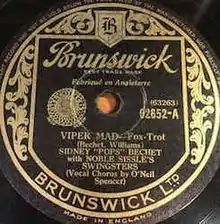 B
Brunswick
REGD TRADE MARK
Fabriqué en Angleterre
(63263)
02652-A
VIPER MAD—Fox-Trot
(Bechet, Williams)
SIDNEY "POPS" BECHET
with NOBLE SISSLE'S
SWINGSTERS
(Vocal Chorus by O'Neil
Spencer)
BRUNSWICK LTD
MADE IN ENGLAND